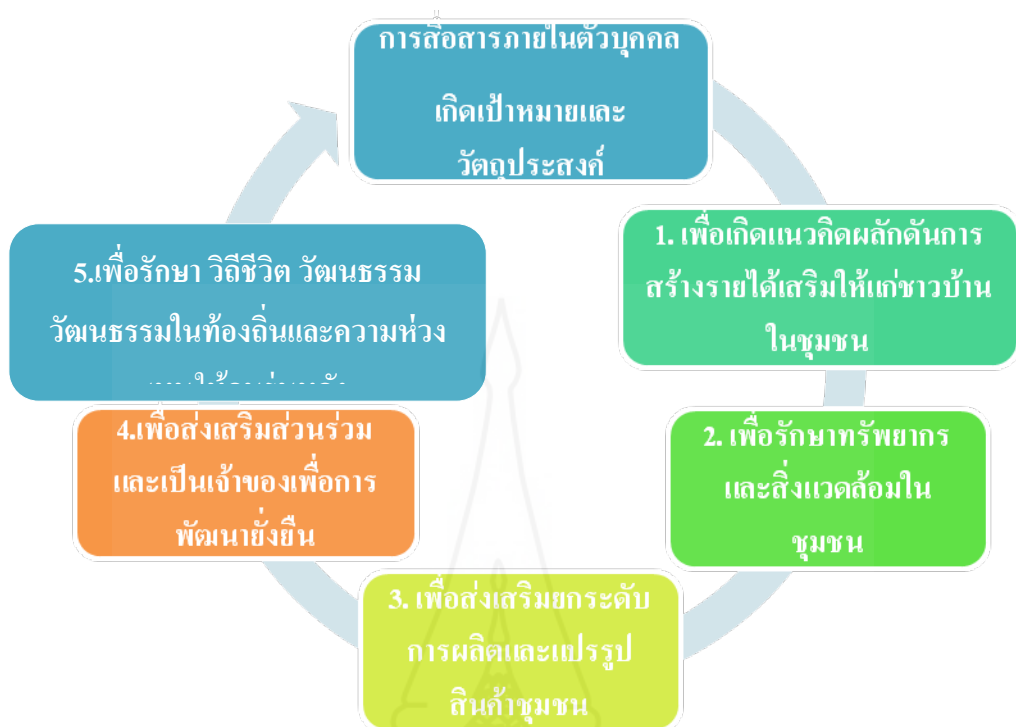 การสื่อสารภายในตัวบุคคล
เกิดเป้าหมายและ
วัตถุประสงค์
1. เพื่อเกิดแนวคิดผลักดันการ
สร้างรายได้เสริมให้แก่ชาวบ้าน
ในชุมชน
2. เพื่อรักษาทรัพยากร
และสิ่งแวดล้อมใน
ชุมชน
3. เพื่อส่งเสริมยกระดับ
การผลิตและแปรรูป
สินค้าชุมชน
4.เพื่อส่งเสริมส่วนร่วม
และเป็นเจ้าของเพื่อการ
พัฒนายั่งยืน
5.เพื่อรักษา วิถีชีวิต วัฒนธรรม
วัฒนธรรมในท้องถิ่นและความห่วง